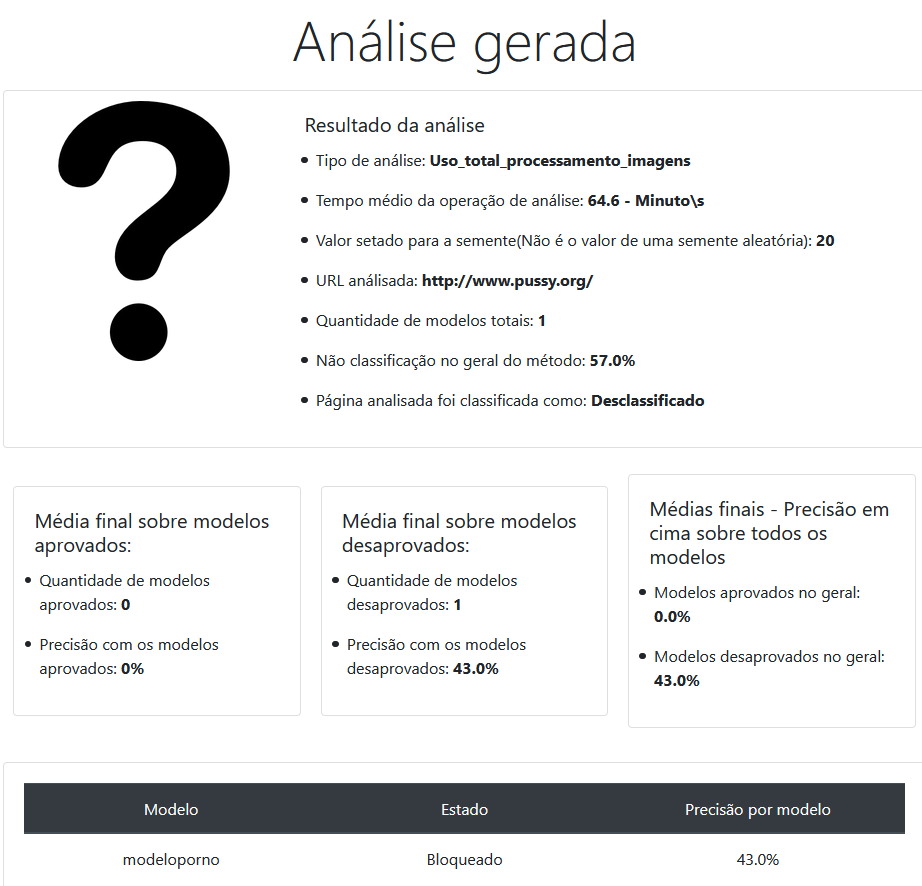 Análise gerada
Resultado da análise
Tipo de análise: Uso_total_processamento_imagens
Tempo médio da operação de análise: 64.6 - Minuto\s
Valor setado para a semente(Não é o valor de uma semente aleatória): 20
URL análisada: http://www.pussy.org/
Quantidade de modelos totais: 1
Não classificação no geral do método: 57.0%
Página analisada foi classificada como: Desclassificado
Média final sobre modelos
aprovados:
Quantidade de modelos
aprovados: 0
Precisão com os modelos
aprovados: 0%
Média final sobre modelos
desaprovados:
Quantidade de modelos
desaprovados: 1
Precisão com os modelos
desaprovados: 43.0%
Médias finais - Precisão em
cima sobre todos os
modelos
Modelos aprovados no geral:
0.0%
Modelos desaprovados no geral:
43.0%
Modelo Estado Precisão por modelo
modeloporno Bloqueado 43.0%